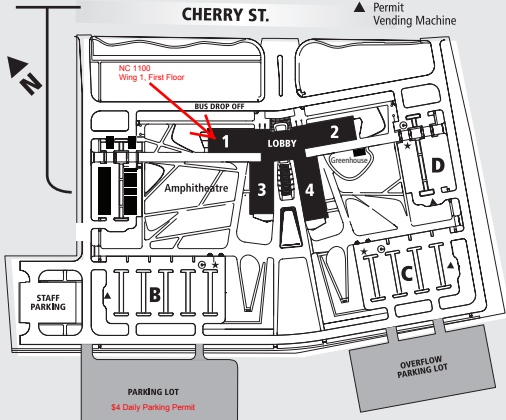 CHERRY ST.
▲ Permit
Vending Machine
N
NC 1100
Wing 1, First Floor
BUS DROP OFF
1
LOBBY
2
Greenhouse
D
Amphitheatre
3
4
B
C
STAFF
PARKING
OVERFLOW
PARKING LOT
PARKING LOT
$4 Daily Parking Permit